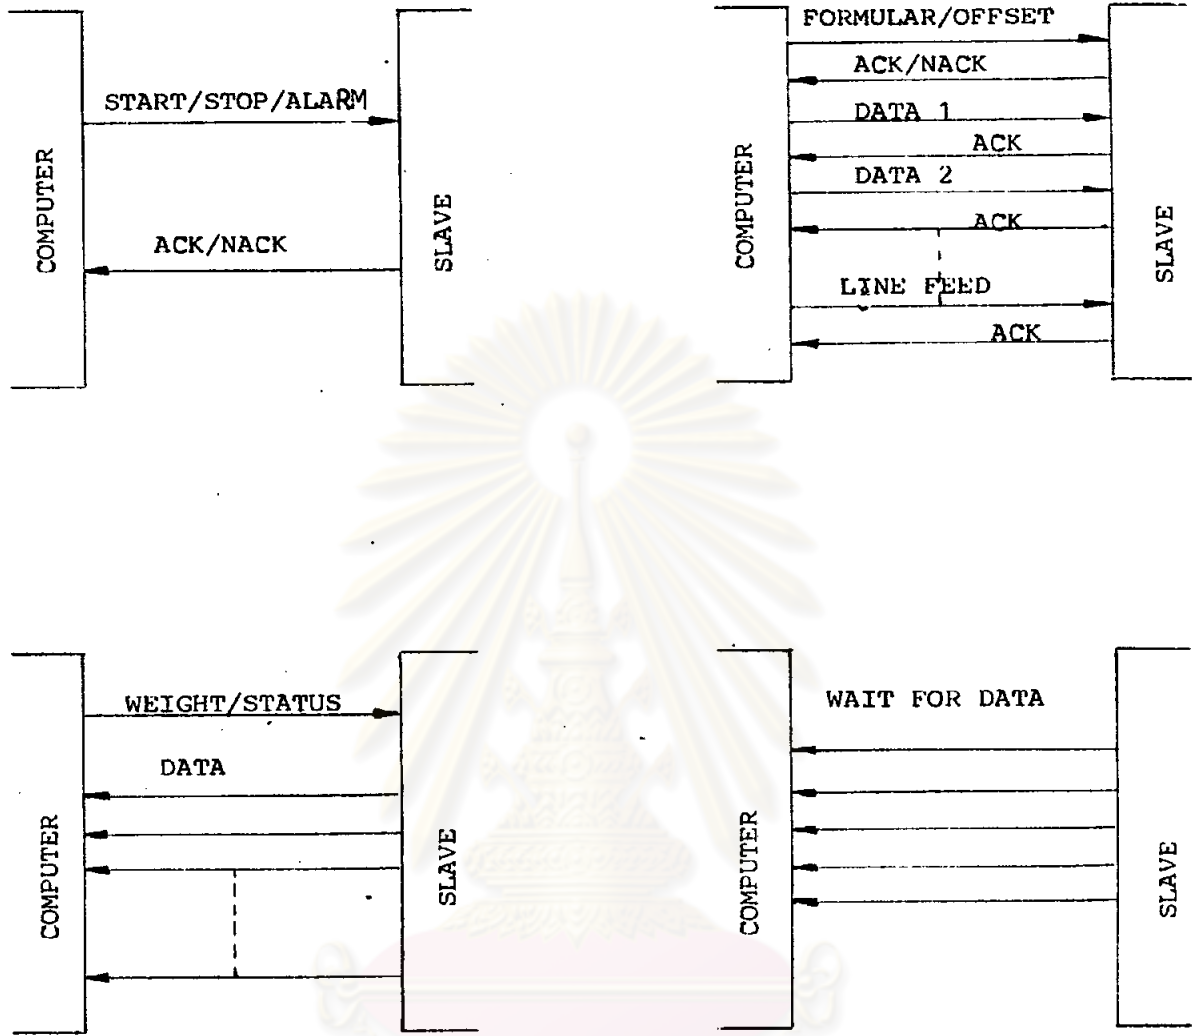 COMPUTER
START/STOP/ALARM
ACK/NACK
SLAVE
COMPUTER
FORMULAR/OFFSET
ACK/NACK
DATA 1
ACK
DATA 2
ACK
LINE FEED
ACK
SLAVE
COMPUTER
WEIGHT/STATUS
DATA
SLAVE
COMPUTER
WAIT FOR DATA
SLAVE